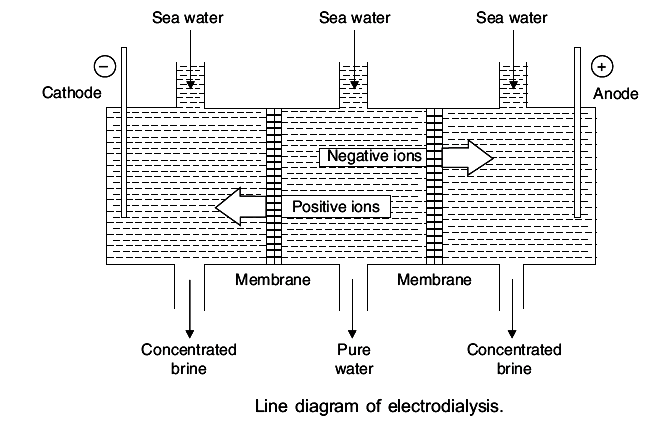 Sea water
Sea water
Sea water
−
+
Cathode
Anode
Negative ions
Positive ions
Membrane
Membrane
Concentrated
brine
Pure
water
Concentrated
brine
Line diagram of electrodialysis.